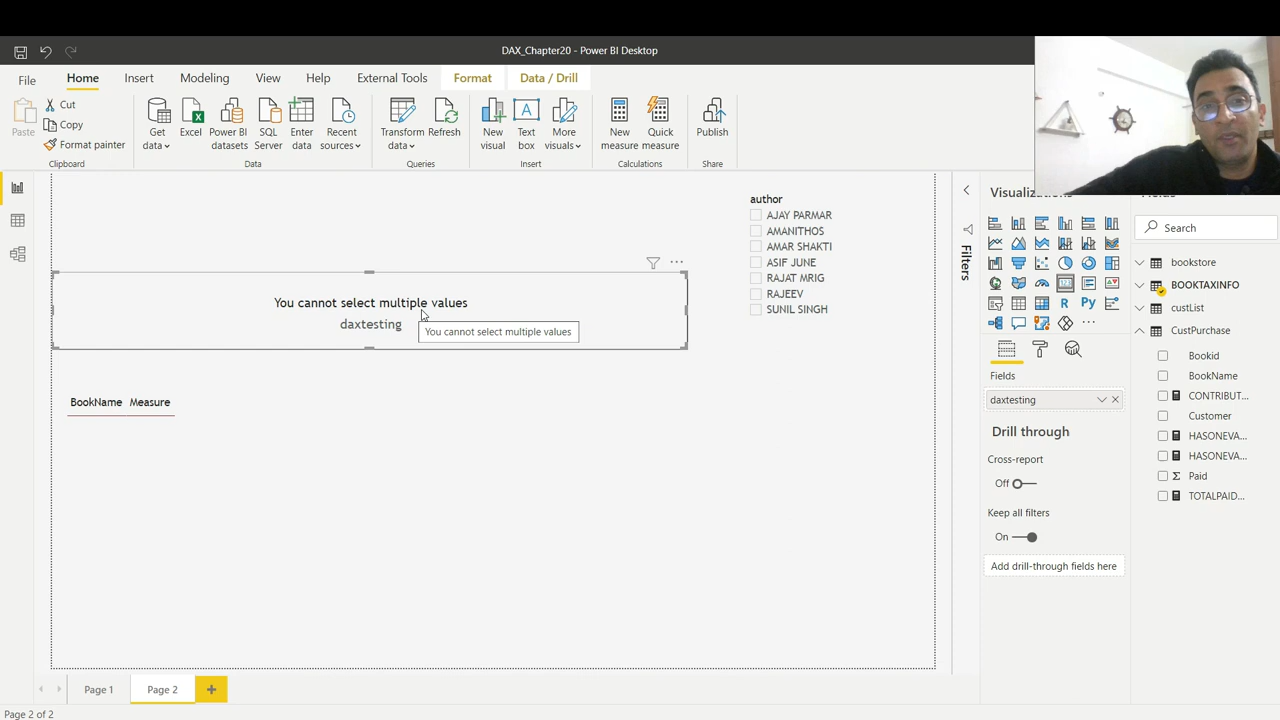 DAX_Chapter20 - Power BI Desktop
File
Home
Insert
Modeling
View
Help
External Tools
Format
Data / Drill
Paste
Cut
Copy
Format painter
Clipboard
Get data
Excel
Power BI datasets
SQL Server
Enter data
Recent sources
Data
Transform data
Refresh
Queries
New visual
Text box
More visuals
Insert
New measure
Quick measure
Calculations
Publish
Share
You cannot select multiple values
daxtesting
You cannot select multiple values
BookName Measure
author
AJAY PARMAR
AMANITHOS
AMAR SHAKTI
ASIF JUNE
RAJAT MRIG
RAJEEV
SUNIL SINGH
Filters
Fields
daxtesting
Drill through
Cross-report
Off
Keep all filters
On
Add drill-through fields here
Search
bookstore
BOOKTAXINFO
custList
CustPurchase
Bookid
BookName
CONTRIBUT...
Customer
HASONEVA...
HASONEVA...
Paid
TOTALPAID...
Page 1
Page 2
Page 2 of 2